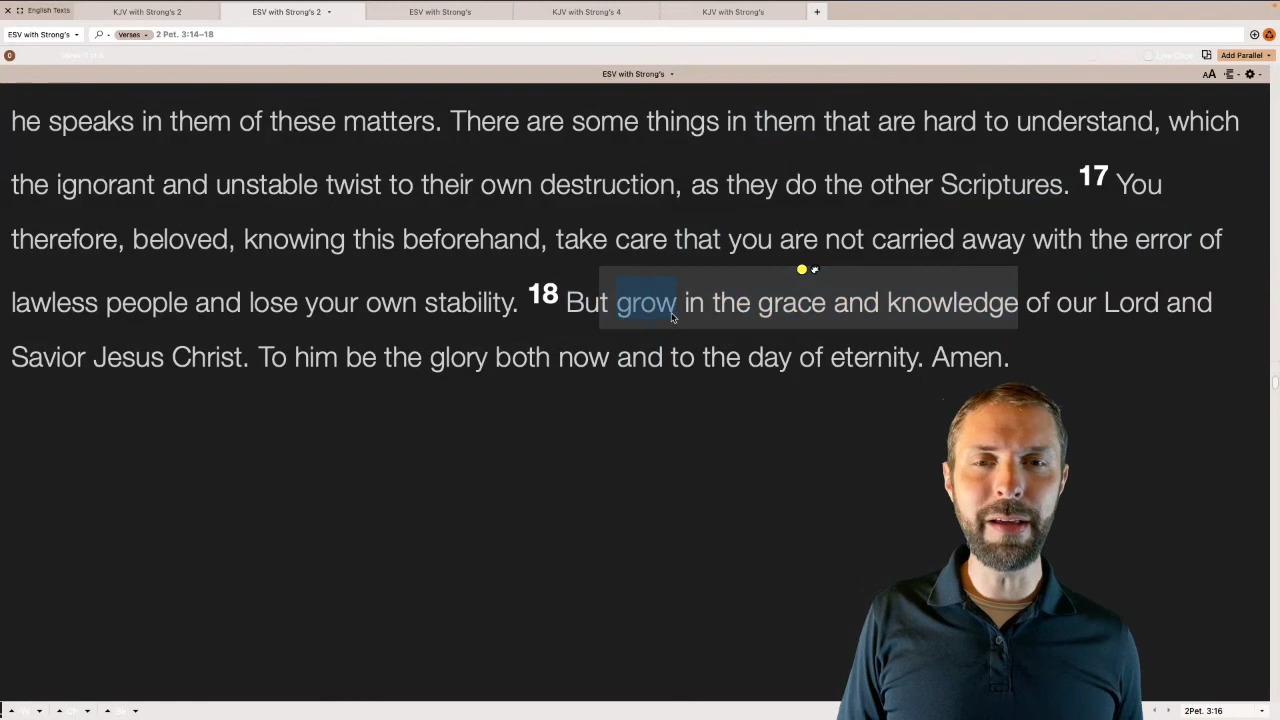 English Texts KJV with Strong's 2 ESV with Strong's 2 ESV with Strong's KJV with Strong's 4 KJV with Strong's +
ESV with Strong's Verses 2 Pet. 3:14–18
0 Add Parallel
ESV with Strong's AA
he speaks in them of these matters. There are some things in them that are hard to understand, which
the ignorant and unstable twist to their own destruction, as they do the other Scriptures. 17 You
therefore, beloved, knowing this beforehand, take care that you are not carried away with the error of
lawless people and lose your own stability. 18 But grow in the grace and knowledge of our Lord and
Savior Jesus Christ. To him be the glory both now and to the day of eternity. Amen.
2Pet. 3:16